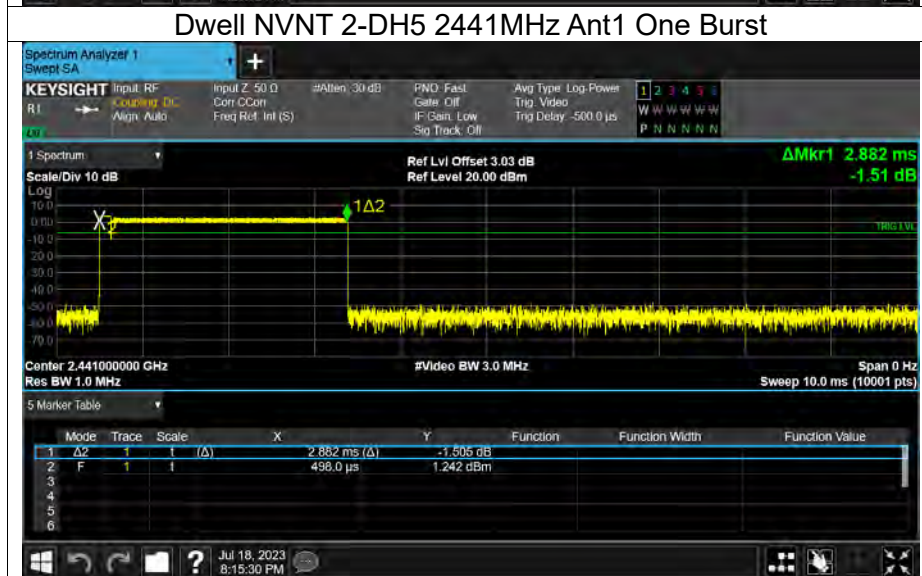 Dwell NVNT 2-DH5 2441MHz Ant1 One Burst
Spectrum Analyzer 1
Swept SA
+
KEYSIGHT Input: RF Input Z: 50 Ω #Atten: 30 dB PNO: Fast Avg Type: Log-Power 1 2 3 4 5 6
R L Coupling: DC Corr CCorr Gate: Off Trig: Video W W W W W W
Align: Auto Freq Ref: Int (S) IF Gain: Low Trig Delay: -500.0 µs P N N N N N
Sig Track: Off
1 Spectrum
Ref Lvl Offset 3.03 dB ΔMkr1 2.882 ms
Scale/Div 10 dB Ref Level 20.00 dBm -1.51 dB
Log
10.0
1Δ2
0.00
TRIG LVL
-10.0
-20.0
-30.0
-40.0
-50.0
-60.0
-70.0
Center 2.441000000 GHz #Video BW 3.0 MHz Span 0 Hz
Res BW 1.0 MHz Sweep 10.0 ms (10001 pts)
5 Marker Table
Mode Trace Scale X Y Function Function Width Function Value
1 Δ2 1 t (Δ) 2.882 ms (Δ) -1.505 dB
2 F 1 t 498.0 µs 1.242 dBm
3
4
5
6
? Jul 18, 2023
8:15:30 PM